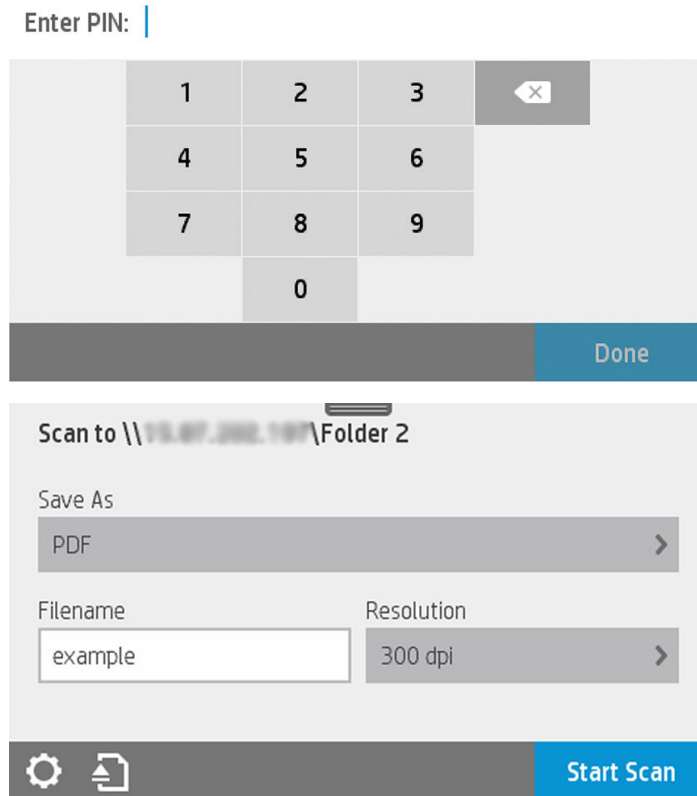 Enter PIN:
1 2 3
4 5 6
7 8 9
0
Done
Scan to \\ \Folder 2
Save As
PDF
Filename Resolution
example 300 dpi
Start Scan